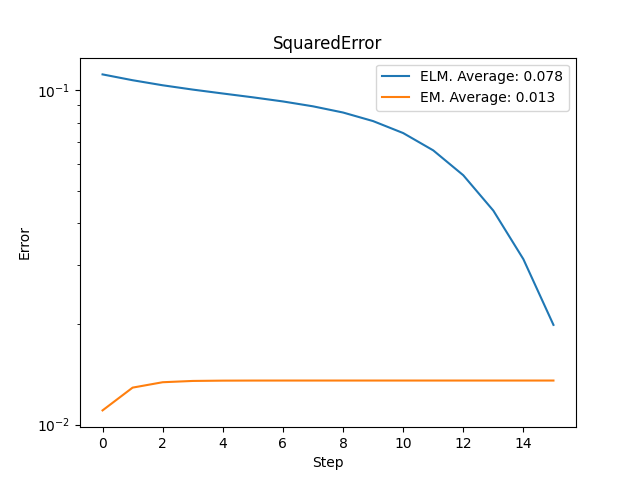 SquaredError
ELM. Average: 0.078
EM. Average: 0.013
10⁻¹
Error
10⁻²
0 2 4 6 8 10 12 14
Step